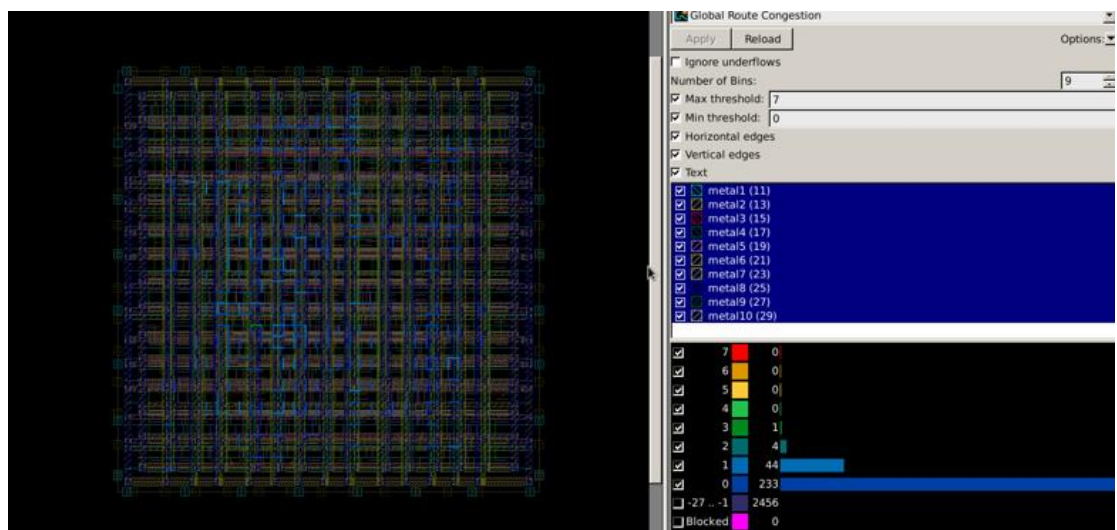 Global Route Congestion
Apply Reload Options:
Ignore underflows
Number of Bins: 9
Max threshold: 7
Min threshold: 0
Horizontal edges
Vertical edges
Text
metal1 (11)
metal2 (13)
metal3 (15)
metal4 (17)
metal5 (19)
metal6 (21)
metal7 (23)
metal8 (25)
metal9 (27)
metal10 (29)
7 0
6 0
5 0
4 0
3 1
2 4
1 44
0 233
-27 .. -1 2456
Blocked 0